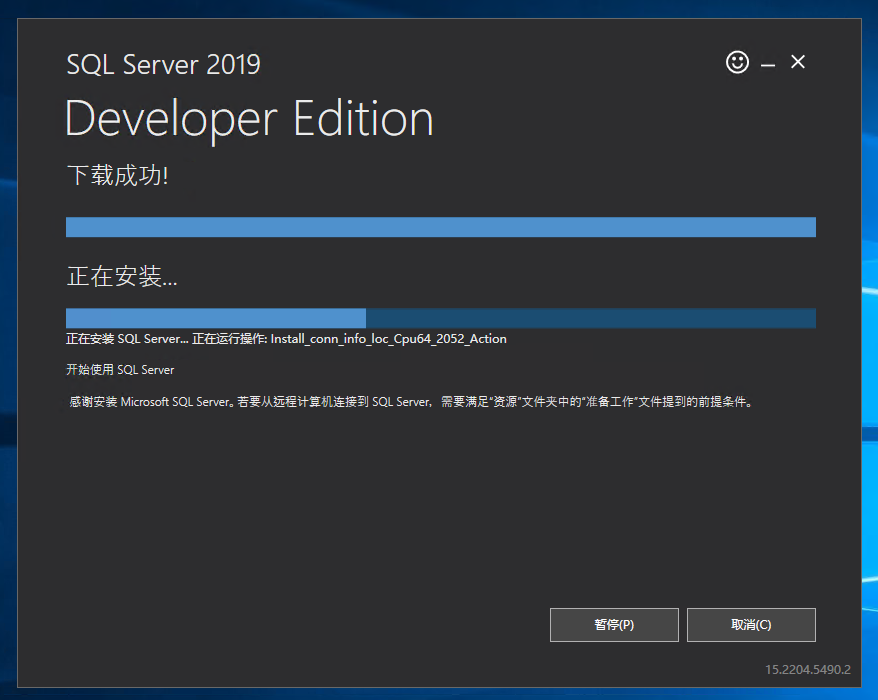 SQL Server 2019
Developer Edition
下载成功!
正在安装...
正在安装 SQL Server... 正在运行操作: Install_conn_info_loc_Cpu64_2052_Action
开始使用 SQL Server
感谢安装 Microsoft SQL Server。若要从远程计算机连接到 SQL Server, 需要满足“资源”文件夹中的“准备工作”文件提到的前提条件。
暂停(P)
取消(C)
15.2204.5490.2